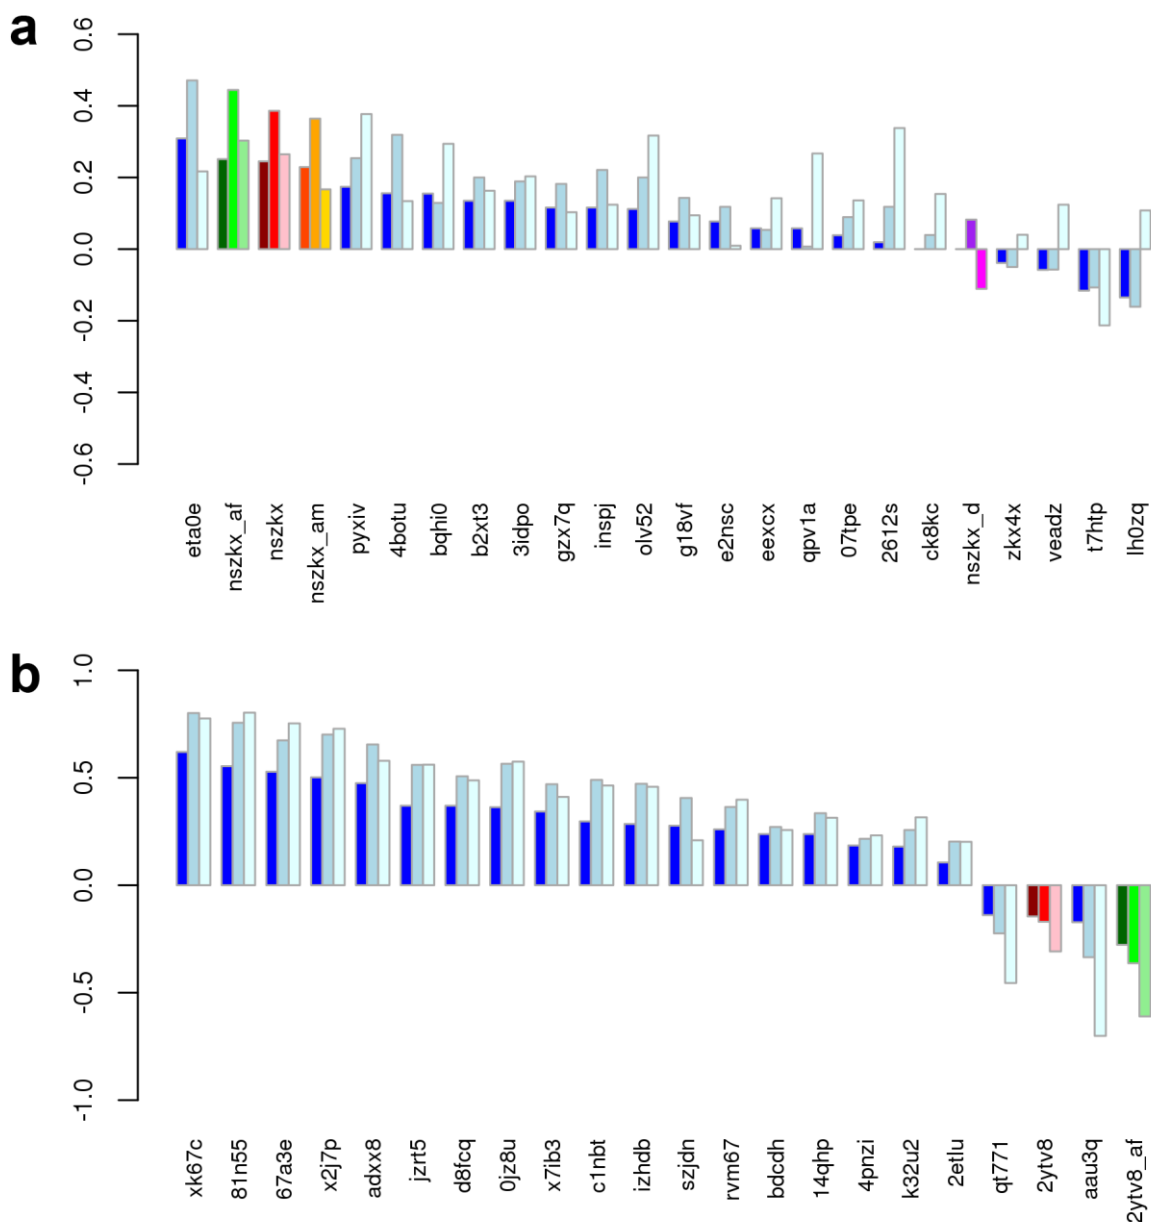 a
0.6
0.4
0.2
0.0
-0.2
-0.4
-0.6
eta0e
nszkx_af
nszkx
nszkx_am
pyxiv
4botu
bqhi0
b2xt3
3idpo
gzx7q
inspj
olv52
g18vf
e2nsc
eexcx
qpv1a
07tpe
2612s
ck8kc
nszkx_d
zkx4x
veadz
t7htp
lh0zq
b
1.0
0.5
0.0
-0.5
-1.0
xk67c
81n55
67a3e
x2j7p
adxx8
jzrt5
d8fcq
0jz8u
x7ib3
c1nbt
izhdb
szjdn
rvm67
bdcdh
14qhp
4pnzi
k32u2
2etlu
qt771
2ytv8
aau3q
2ytv8_af